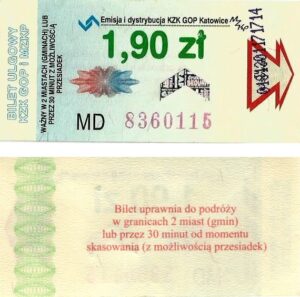 BILET ULGOWY
KZK GOP i MZKP
WAŻNY W 2 MIASTACH (GMINACH) LUB
PRZEZ 30 MINUT Z MOŻLIWOŚCIĄ
PRZESIADEK
Emisja i dystrybucja KZK GOP Katowice
1,90 zł
MD 8360115
Bilet uprawnia do podróży
w granicach 2 miast (gmin)
lub przez 30 minut od momentu
skasowania (z możliwością przesiadek)